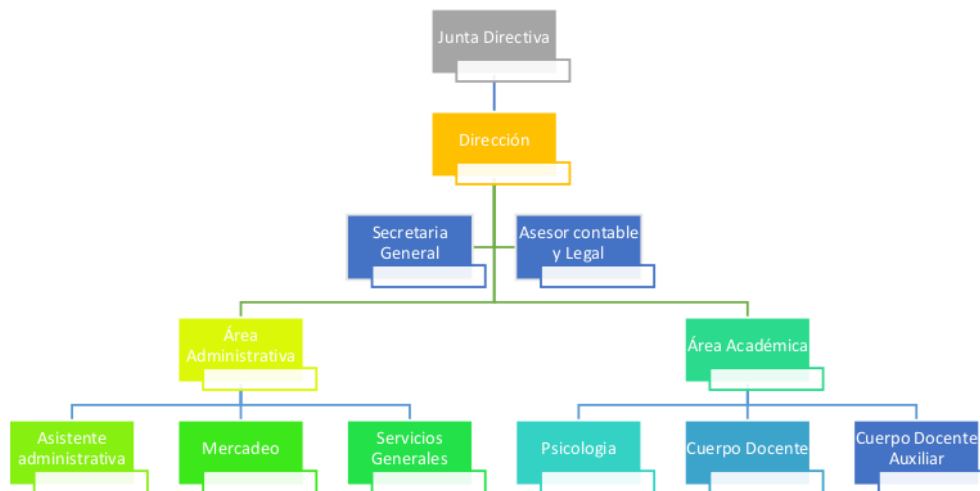 Junta Directiva
Dirección
Secretaria
General
Asesor contable
y Legal
Área
Administrativa
Área Académica
Asistente
administrativa
Mercadeo
Servicios
Generales
Psicologia
Cuerpo Docente
Cuerpo Docente
Auxiliar